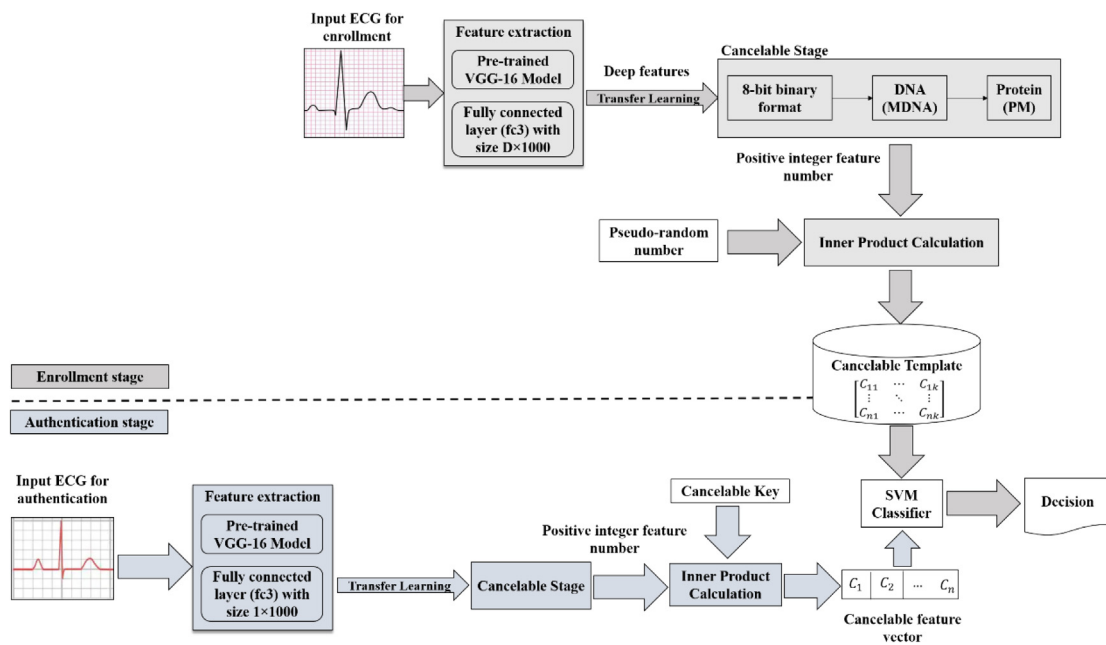 Input ECG for
enrollment
Feature extraction
Pre-trained
VGG-16 Model
Fully connected
layer (fc3) with
size D×1000
Deep features
Transfer Learning
Cancelable Stage
8-bit binary
format
DNA
(MDNA)
Protein
(PM)
Positive integer feature
number
Pseudo-random
number
Inner Product Calculation
Cancelable Template
C₁₁ ⋯ C₁ₖ
⋮ ⋱ ⋮
Cₙ₁ ⋯ Cₙₖ
Enrollment stage
Authentication stage
Input ECG for
authentication
Feature extraction
Pre-trained
VGG-16 Model
Fully connected
layer (fc3) with
size 1×1000
Transfer Learning
Cancelable Stage
Positive integer feature
number
Cancelable Key
Inner Product
Calculation
C₁ C₂ ... Cₙ
Cancelable feature
vector
SVM
Classifier
Decision